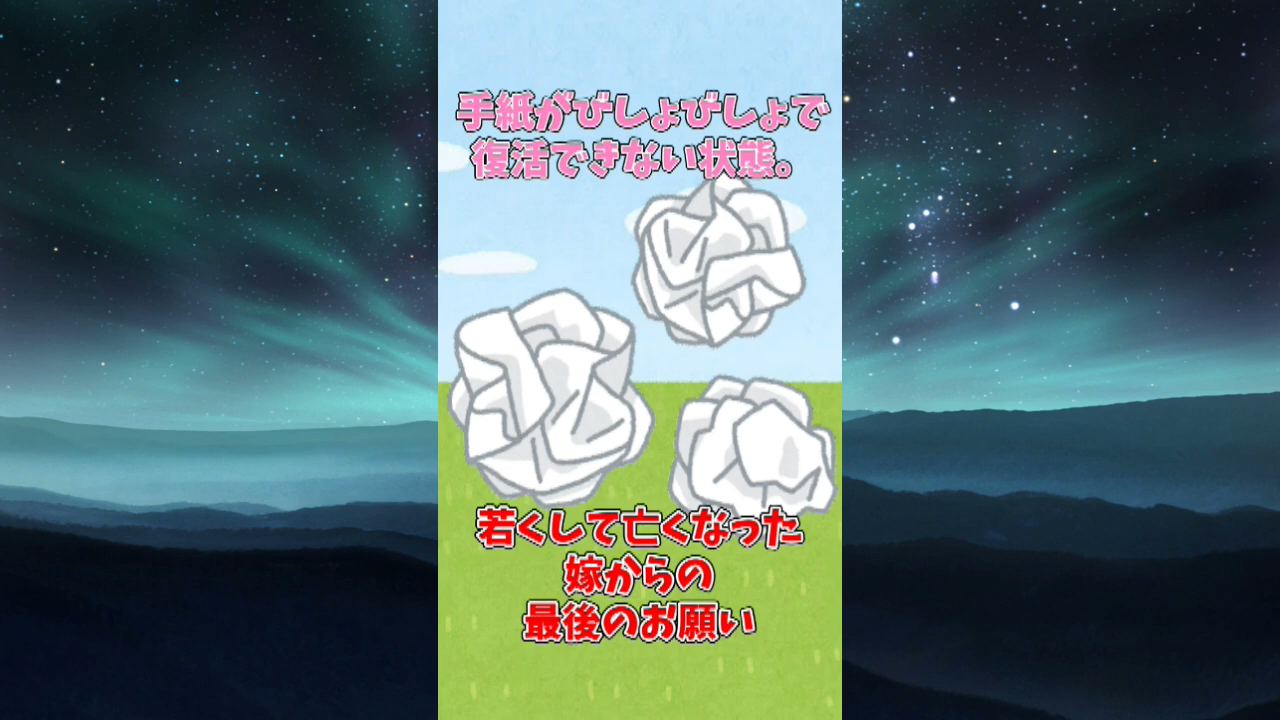 手紙がびしょびしょで
復活できない状態。
若くして亡くなった
嫁からの
最後のお願い